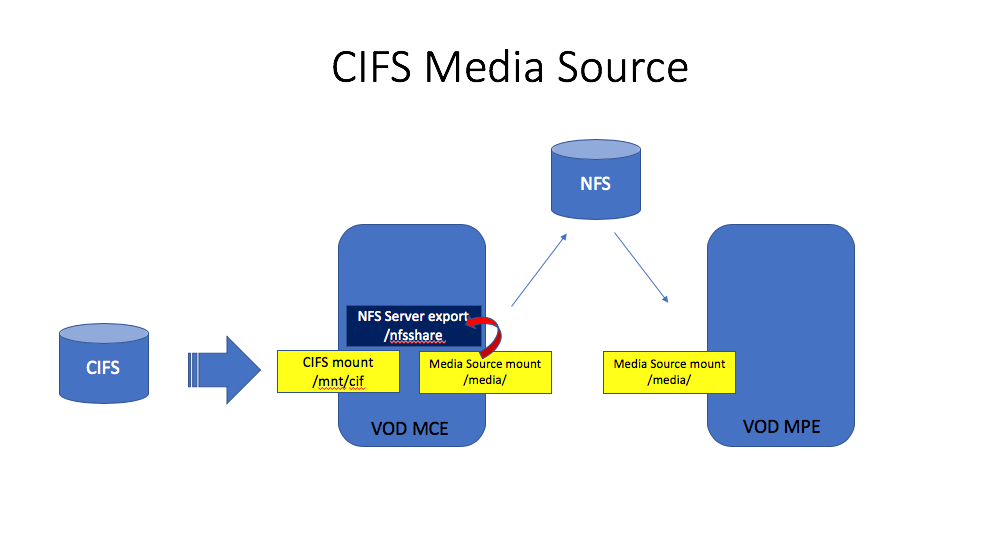 CIFS Media Source
NFS
NFS Server export
/nfsshare
CIFS
CIFS mount
/mnt/cif
Media Source mount
/media/
Media Source mount
/media/
VOD MCE
VOD MPE